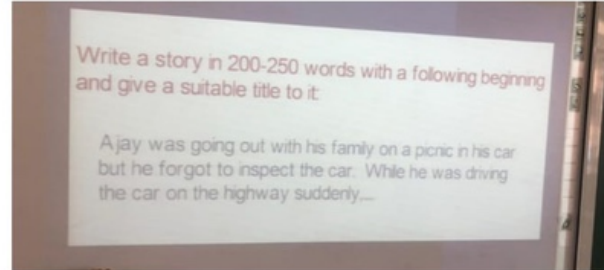 Write a story in 200-250 words with a following beginning
and give a suitable title to it:
Ajay was going out with his family on a picnic in his car
but he forgot to inspect the car. While he was driving
the car on the highway suddenly....